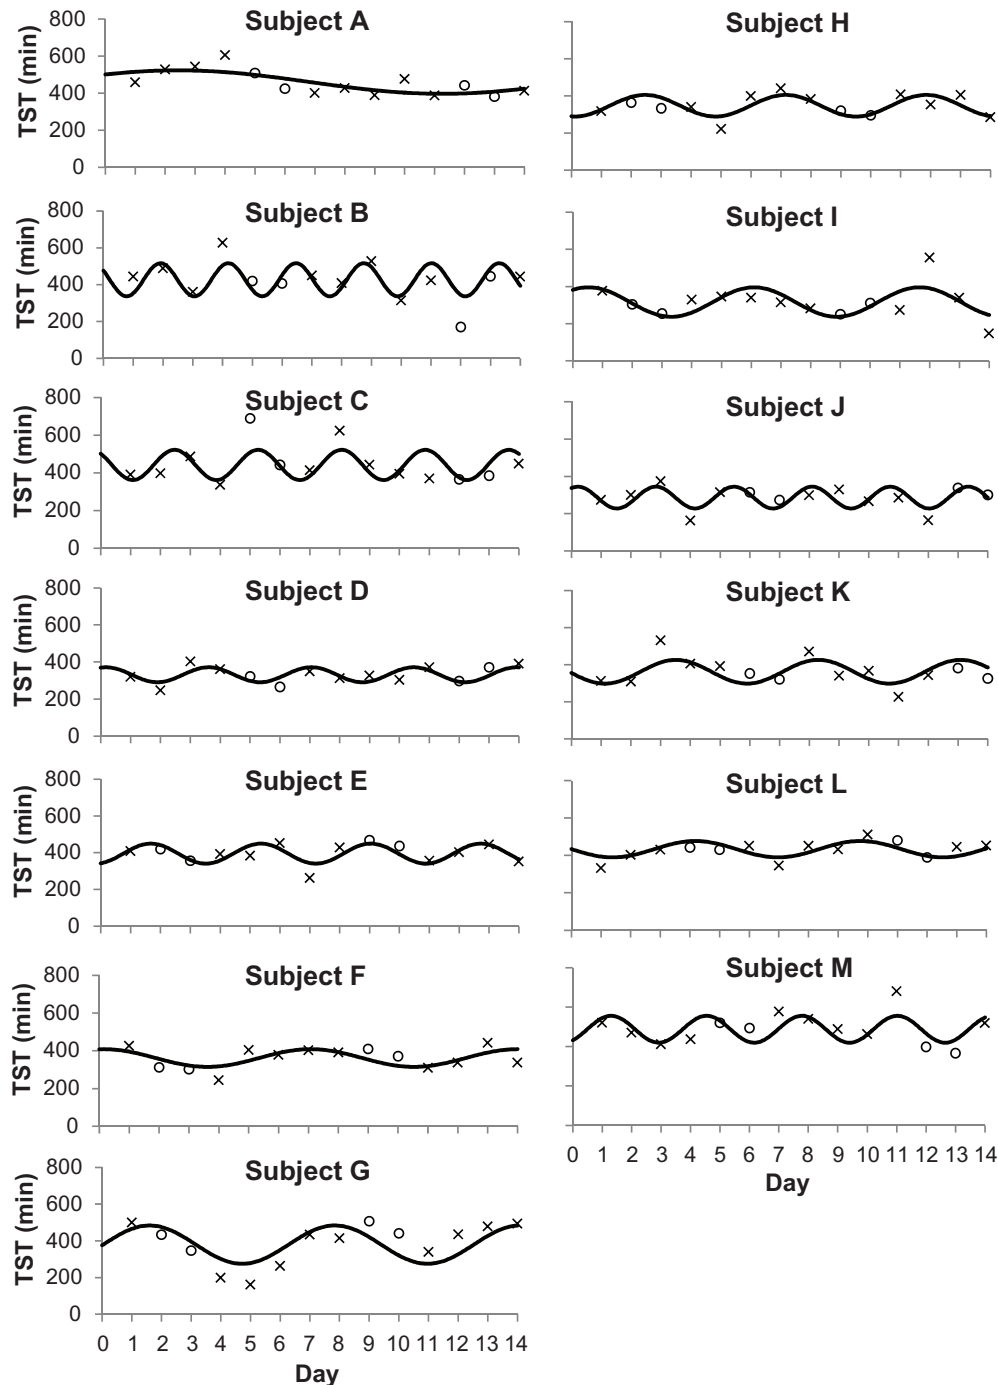 Subject A
TST (min)
800
600
400
200
0
Subject B
TST (min)
800
600
400
200
0
Subject C
TST (min)
800
600
400
200
0
Subject D
TST (min)
800
600
400
200
0
Subject E
TST (min)
800
600
400
200
0
Subject F
TST (min)
800
600
400
200
0
Subject G
TST (min)
800
600
400
200
0
0 1 2 3 4 5 6 7 8 9 10 11 12 13 14
Day
Subject H
Subject I
Subject J
Subject K
Subject L
Subject M
0 1 2 3 4 5 6 7 8 9 10 11 12 13 14
Day